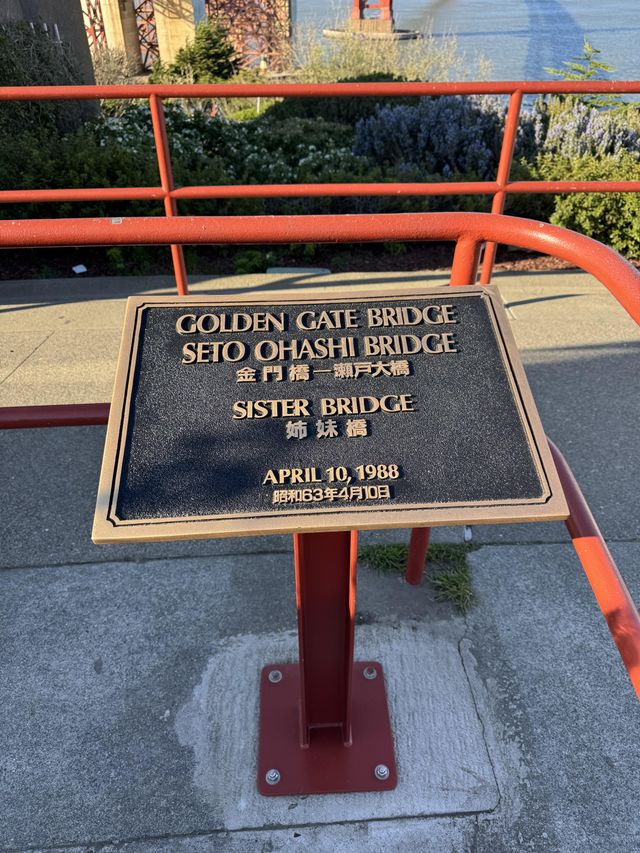 GOLDEN GATE BRIDGE
SETO OHASHI BRIDGE
金門橋—瀬戸大橋
SISTER BRIDGE
姉妹橋
APRIL 10, 1988
昭和63年4月10日